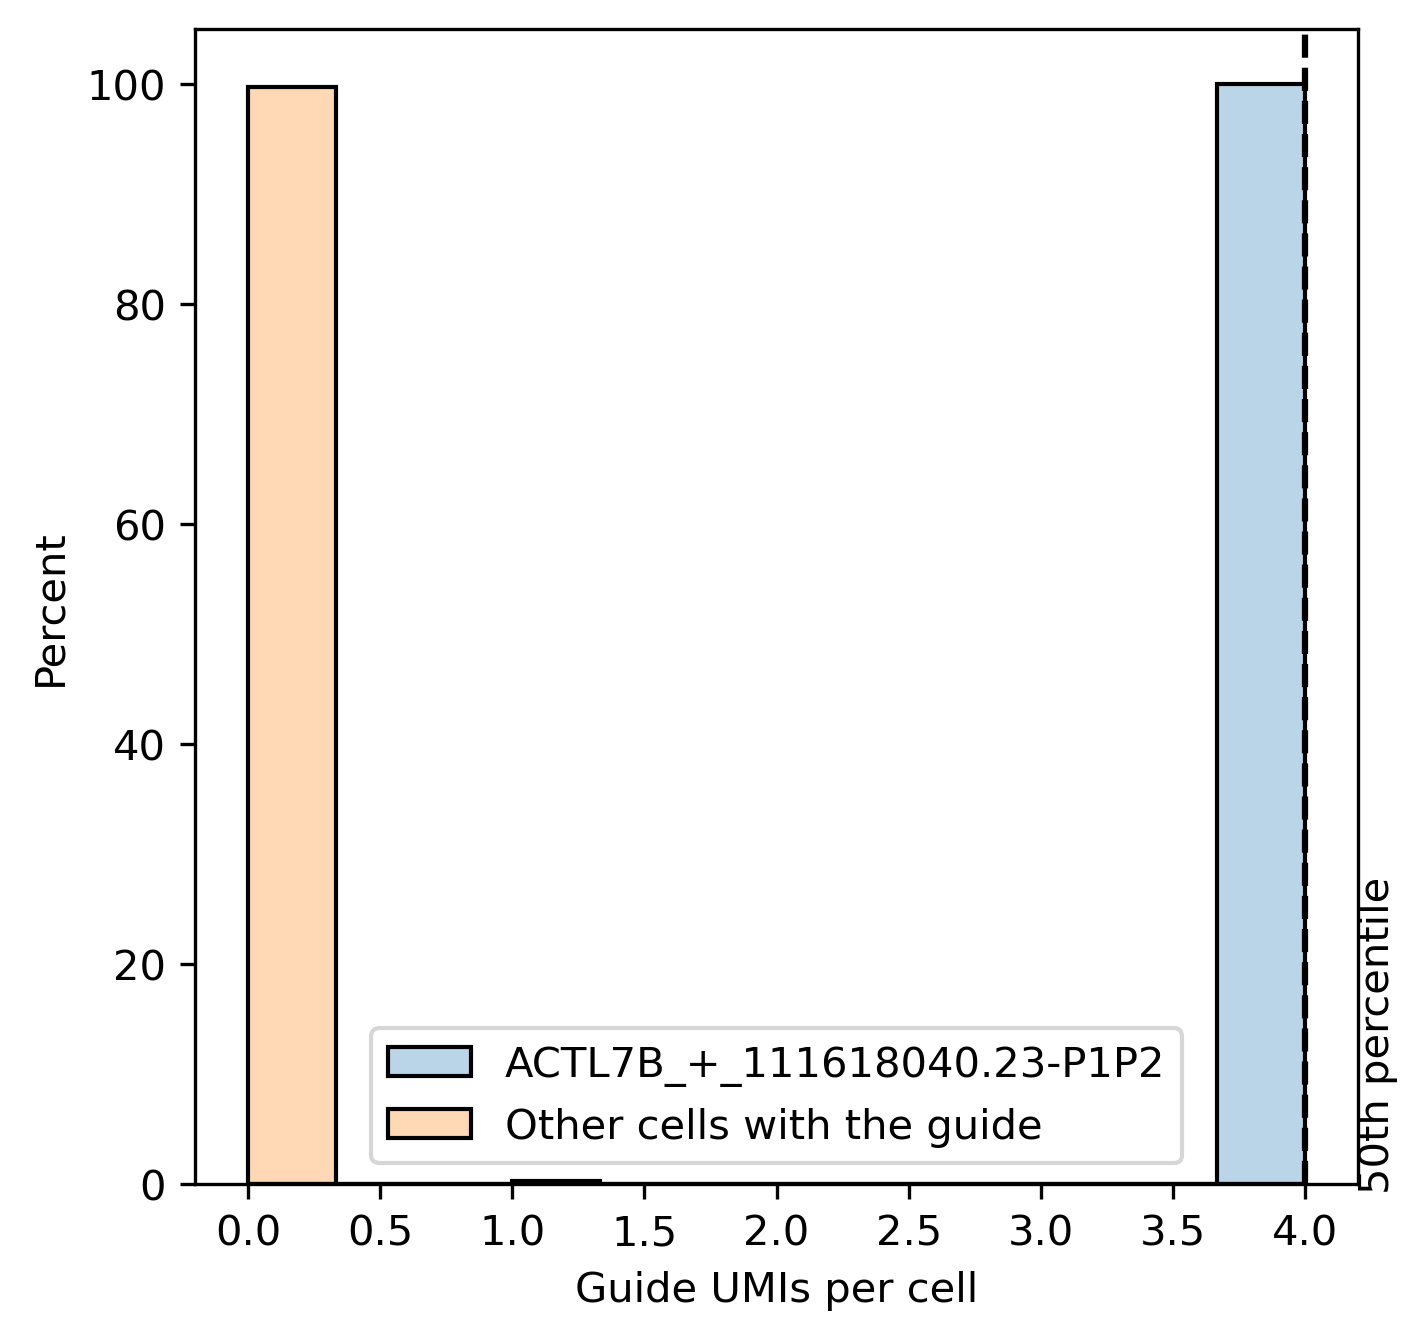 100
80
60
40
20
0
Percent
ACTL7B_+_111618040.23-P1P2
Other cells with the guide
50th percentile
0.0 0.5 1.0 1.5 2.0 2.5 3.0 3.5 4.0
Guide UMIs per cell